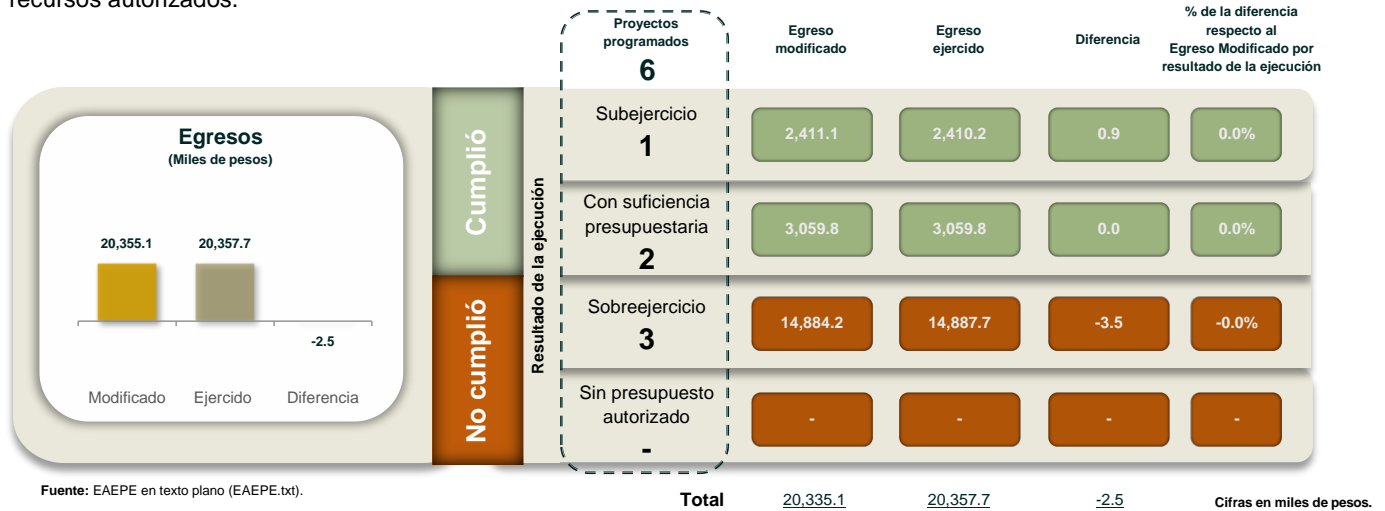 recursos autorizados.
Proyectos
programados
6
Egreso
modificado
Egreso
ejercido
Diferencia
% de la diferencia
respecto al
Egreso Modificado por
resultado de la ejecución
Egresos
(Miles de pesos)
20,355.1
20,357.7
-2.5
Modificado
Ejercido
Diferencia
Cumplió
No cumplió
Resultado de la ejecución
Subejercicio
1
2,411.1
2,410.2
0.9
0.0%
Con suficiencia
presupuestaria
2
3,059.8
3,059.8
0.0
0.0%
Sobreejercicio
3
14,884.2
14,887.7
-3.5
-0.0%
Sin presupuesto
autorizado
-
-
-
-
-
Fuente: EAEPE en texto plano (EAEPE.txt).
Total
20,335.1
20,357.7
-2.5
Cifras en miles de pesos.